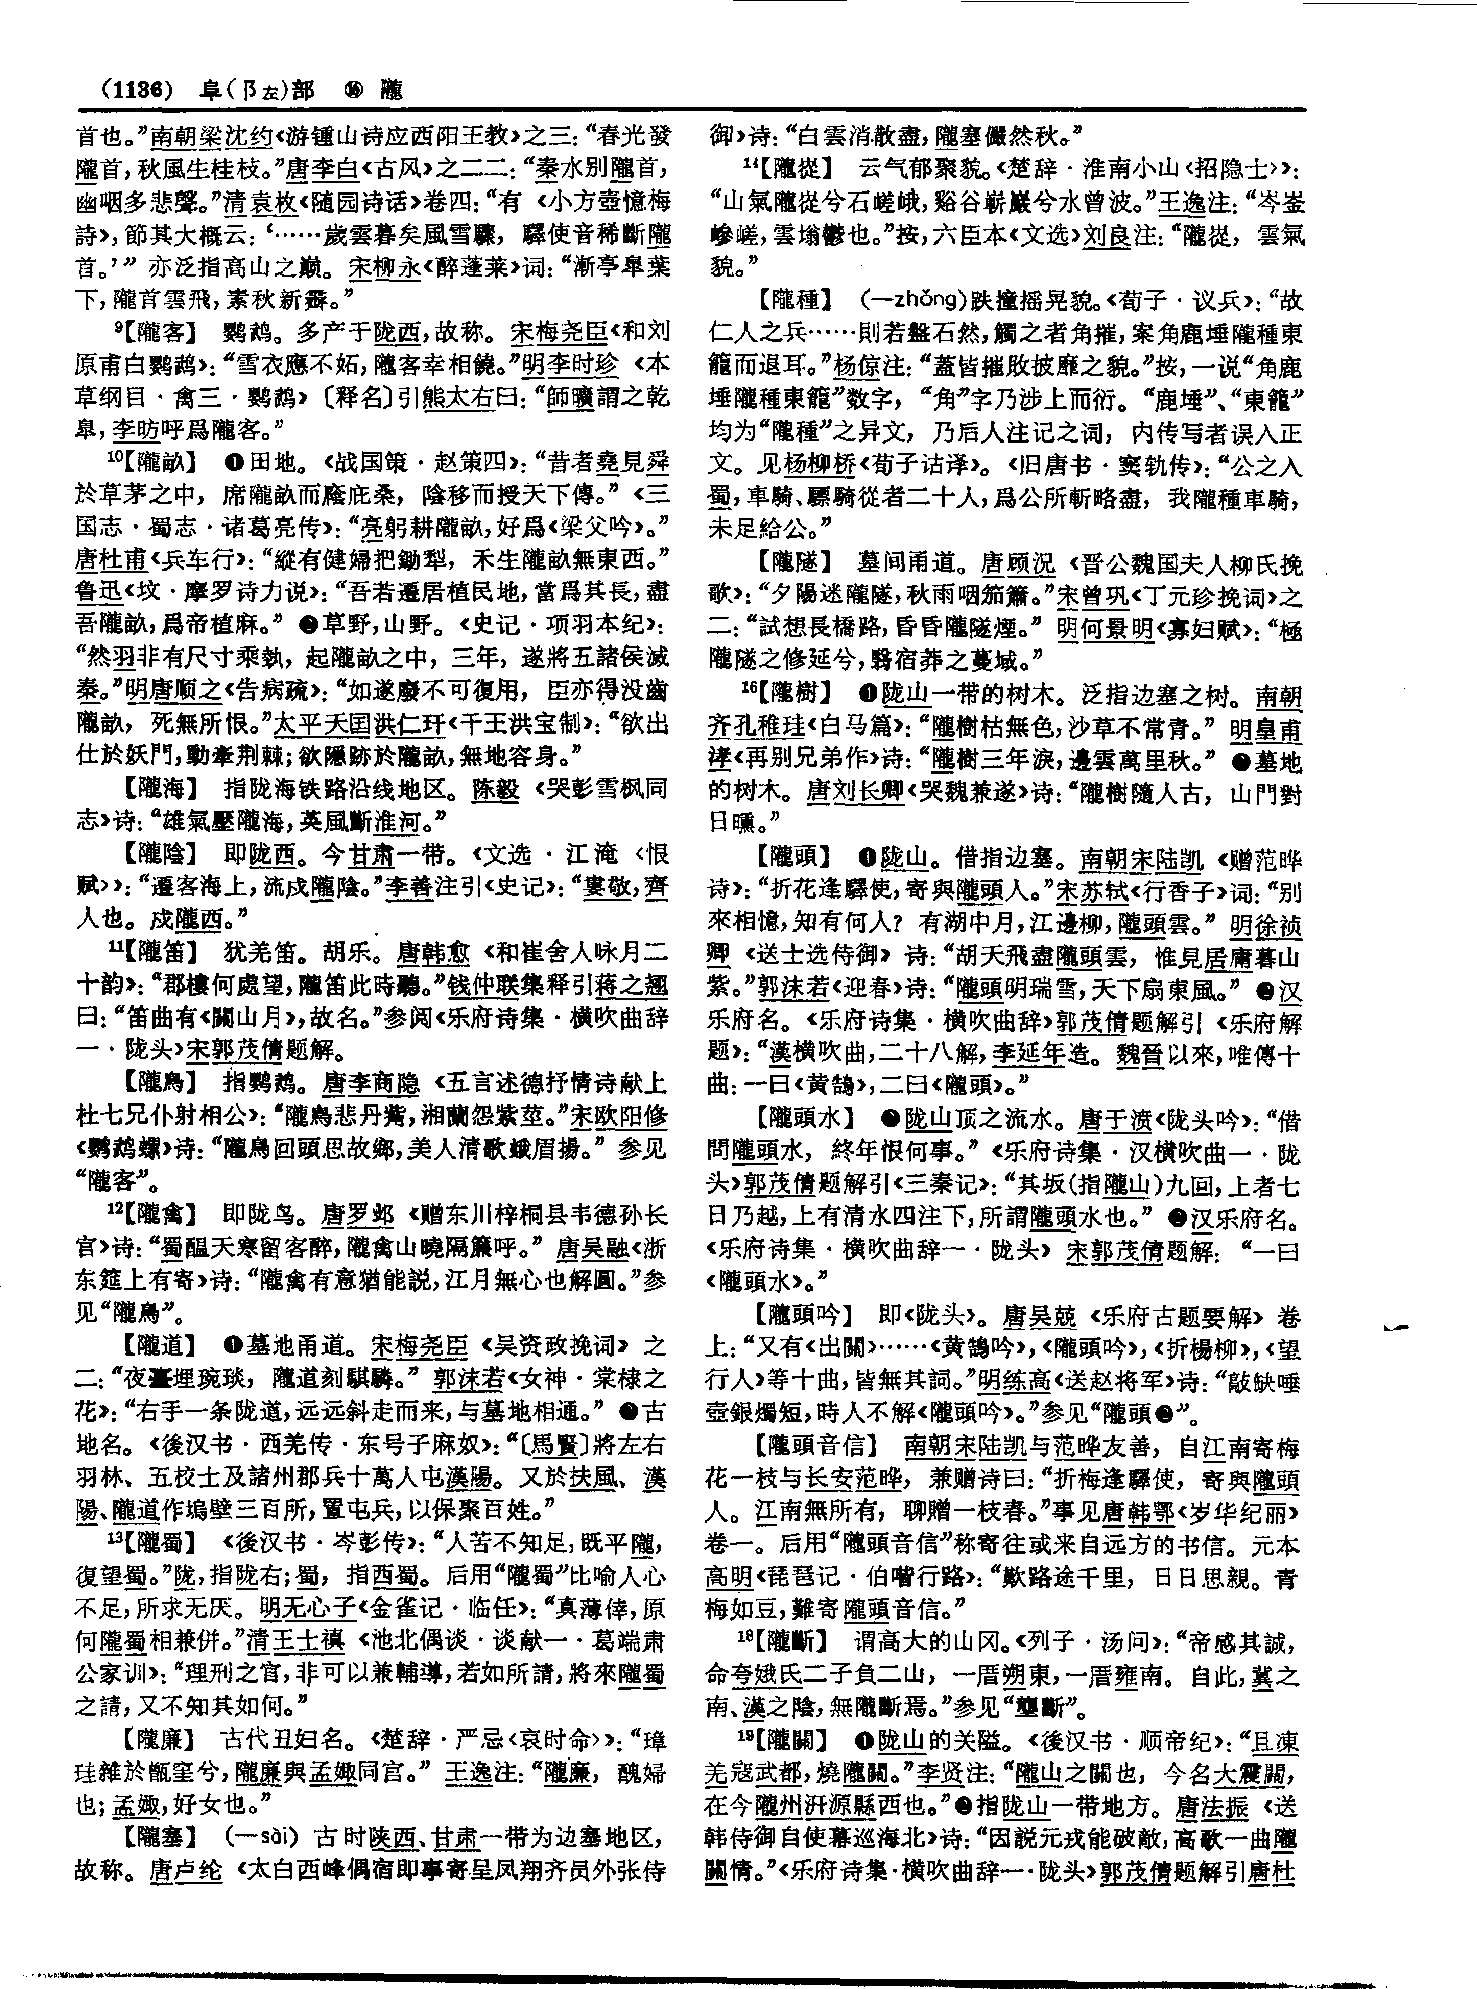 (1136) 阜(阝左)部 ⑯ 隴
首也。”南朝梁沈约《游锺山诗应西阳王教》之三：“春光發
隴首，秋風生桂枝。”唐李白《古风》之二二：“秦水别隴首，
幽咽多悲聲。”清袁枚《随园诗话》卷四：“有《小方壺憶梅
詩》，節其大概云：‘……歲雲暮矣風雪驟，驛使音稀斷隴
首。’” 亦泛指高山之巅。宋柳永《醉蓬莱》词：“漸亭皋葉
下，隴首雲飛，素秋新霽。”
⁹【隴客】 鹦鹉。多产于陇西，故称。宋梅尧臣《和刘
原甫白鹦鹉》：“雪衣應不妬，隴客幸相饒。”明李时珍《本
草纲目·禽三·鹦鹉》〔释名〕引熊太右曰：“師曠謂之乾
臯，李昉呼爲隴客。”
¹⁰【隴畝】 ❶田地。《战国策·赵策四》：“昔者堯見舜
於草茅之中，席隴畝而廕庇桑，陰移而授天下傳。”《三
国志·蜀志·诸葛亮传》：“亮躬耕隴畝，好爲《梁父吟》。”
唐杜甫《兵车行》：“縱有健婦把鋤犁，禾生隴畝無東西。”
鲁迅《坟·摩罗诗力说》：“吾若遷居植民地，當爲其長，盡
吾隴畝，爲帝植麻。” ❷草野，山野。《史记·项羽本纪》：
“然羽非有尺寸乘埶，起隴畝之中，三年，遂將五諸侯滅
秦。”明唐顺之《告病疏》：“如遂廢不可復用，臣亦得没齒
隴畝，死無所恨。”太平天国洪仁玕《干王洪宝制》：“欲出
仕於妖門，動牽荆棘；欲隱跡於隴畝，無地容身。”
【隴海】 指陇海铁路沿线地区。陈毅《哭彭雪枫同
志》诗：“雄氣壓隴海，英風斷淮河。”
【隴陰】 即陇西。今甘肃一带。《文选·江淹〈恨
赋〉》：“遷客海上，流戍隴陰。”李善注引《史记》：“婁敬，齊
人也。戍隴西。”
¹¹【隴笛】 犹羌笛。胡乐。唐韩愈《和崔舍人咏月二
十韵》：“郡樓何處望，隴笛此時聽。”钱仲联集释引蒋之翘
曰：“笛曲有《關山月》，故名。”参阅《乐府诗集·横吹曲辞
一·陇头》宋郭茂倩题解。
【隴鳥】 指鹦鹉。唐李商隐《五言述德抒情诗献上
杜七兄仆射相公》：“隴鳥悲丹觜，湘蘭怨紫莖。”宋欧阳修
《鹦鹉螺》诗：“隴鳥回頭思故鄉，美人清歌蛾眉揚。” 参见
“隴客”。
¹²【隴禽】 即陇鸟。唐罗邺《赠东川梓桐县韦德孙长
官》诗：“蜀醖天寒留客醉，隴禽山曉隔簾呼。” 唐吴融《浙
东筵上有寄》诗：“隴禽有意猶能説，江月無心也解圓。”参
见“隴鳥”。
【隴道】 ❶墓地甬道。宋梅尧臣《吴资政挽词》之
二：“夜臺埋琬琰，隴道刻騏驎。” 郭沫若《女神·棠棣之
花》：“右手一条陇道，远远斜走而来，与墓地相通。” ❷古
地名。《後汉书·西羌传·东号子麻奴》：“〔馬賢〕將左右
羽林、五校士及諸州郡兵十萬人屯漢陽。又於扶風、漢
陽、隴道作塢壁三百所，置屯兵，以保聚百姓。”
¹³【隴蜀】 《後汉书·岑彭传》：“人苦不知足，既平隴，
復望蜀。”陇，指陇右；蜀，指西蜀。后用“隴蜀”比喻人心
不足，所求无厌。明无心子《金雀记·临任》：“真薄倖，原
何隴蜀相兼併。”清王士禛《池北偶谈·谈献一·葛端肃
公家训》：“理刑之官，非可以兼輔導，若如所請，將來隴蜀
之請，又不知其如何。”
【隴廉】 古代丑妇名。《楚辞·严忌〈哀时命〉》：“璋
珪雜於甑窐兮，隴廉與孟娵同宫。” 王逸注：“隴廉，醜婦
也；孟娵，好女也。”
【隴塞】 (一sài) 古时陕西、甘肃一带为边塞地区，
故称。唐卢纶《太白西峰偶宿即事寄呈凤翔齐员外张侍
御》诗：“白雲消散盡，隴塞儼然秋。”
¹⁴【隴嵸】 云气郁聚貌。《楚辞·淮南小山〈招隐士〉》：
“山氣隴嵸兮石嵯峨，谿谷嶄巖兮水曾波。”王逸注：“岑崟
嵾嵯，雲塕鬱也。”按，六臣本《文选》刘良注：“隴嵸，雲氣
貌。”
【隴種】 (一zhǒng)跌撞摇晃貌。《荀子·议兵》：“故
仁人之兵……則若盤石然，觸之者角摧，案角鹿埵隴種東
籠而退耳。”杨倞注：“蓋皆摧敗披靡之貌。”按，一说“角鹿
埵隴種東籠”数字，“角”字乃涉上而衍。“鹿埵”、“東籠”
均为“隴種”之异文，乃后人注记之词，内传写者误入正
文。见杨柳桥《荀子诂译》。《旧唐书·窦轨传》：“公之入
蜀，車騎、驃騎從者二十人，爲公所斬略盡，我隴種車騎，
未足給公。”
【隴隧】 墓间甬道。唐顾况《晋公魏国夫人柳氏挽
歌》：“夕陽迷隴隧，秋雨咽笳簫。”宋曾巩《丁元珍挽词》之
二：“試想長橋路，昏昏隴隧煙。” 明何景明《寡妇赋》：“極
隴隧之修延兮，翳宿莽之蔓域。”
¹⁶【隴樹】 ❶陇山一带的树木。泛指边塞之树。南朝
齐孔稚珪《白马篇》：“隴樹枯無色，沙草不常青。” 明皇甫
涍《再别兄弟作》诗：“隴樹三年淚，邊雲萬里秋。” ❷墓地
的树木。唐刘长卿《哭魏兼遂》诗：“隴樹隨人古，山門對
日曛。”
【隴頭】 ❶陇山。借指边塞。南朝宋陆凯《赠范晔
诗》：“折花逢驛使，寄與隴頭人。”宋苏轼《行香子》词：“别
來相憶，知有何人？有湖中月，江邊柳，隴頭雲。” 明徐祯
卿《送士选侍御》诗：“胡天飛盡隴頭雲，惟見居庸暮山
紫。”郭沫若《迎春》诗：“隴頭明瑞雪，天下扇東風。” ❷汉
乐府名。《乐府诗集·横吹曲辞》郭茂倩题解引《乐府解
题》：“漢横吹曲，二十八解，李延年造。魏晉以來，唯傳十
曲：一曰《黄鵠》，二曰《隴頭》。”
【隴頭水】 ❶陇山顶之流水。唐于濆《陇头吟》：“借
問隴頭水，終年恨何事。”《乐府诗集·汉横吹曲一·陇
头》郭茂倩题解引《三秦记》：“其坂(指隴山)九回，上者七
日乃越，上有清水四注下，所謂隴頭水也。” ❷汉乐府名。
《乐府诗集·横吹曲辞一·陇头》宋郭茂倩题解：“一曰
《隴頭水》。”
【隴頭吟】 即《陇头》。唐吴兢《乐府古题要解》卷
上：“又有《出關》……《黄鵠吟》，《隴頭吟》，《折楊柳》，《望
行人》等十曲，皆無其詞。”明练高《送赵将军》诗：“敲缺唾
壺銀燭短，時人不解《隴頭吟》。”参见“隴頭❷”。
【隴頭音信】 南朝宋陆凯与范晔友善，自江南寄梅
花一枝与长安范晔，兼赠诗曰：“折梅逢驛使，寄與隴頭
人。江南無所有，聊贈一枝春。”事见唐韩鄂《岁华纪丽》
卷一。后用“隴頭音信”称寄往或来自远方的书信。元本
高明《琵琶记·伯喈行路》：“歎路途千里，日日思親。青
梅如豆，難寄隴頭音信。”
¹⁸【隴斷】 谓高大的山冈。《列子·汤问》：“帝感其誠，
命夸娥氏二子負二山，一厝朔東，一厝雍南。自此，冀之
南、漢之陰，無隴斷焉。”参见“壟斷”。
¹⁹【隴關】 ❶陇山的关隘。《後汉书·顺帝纪》：“且凍
羌寇武都，燒隴關。”李贤注：“隴山之關也，今名大震關，
在今隴州汧源縣西也。”❷指陇山一带地方。唐法振《送
韩侍御自使幕巡海北》诗：“因説元戎能破敵，高歌一曲隴
關情。”《乐府诗集·横吹曲辞一·陇头》郭茂倩题解引唐杜